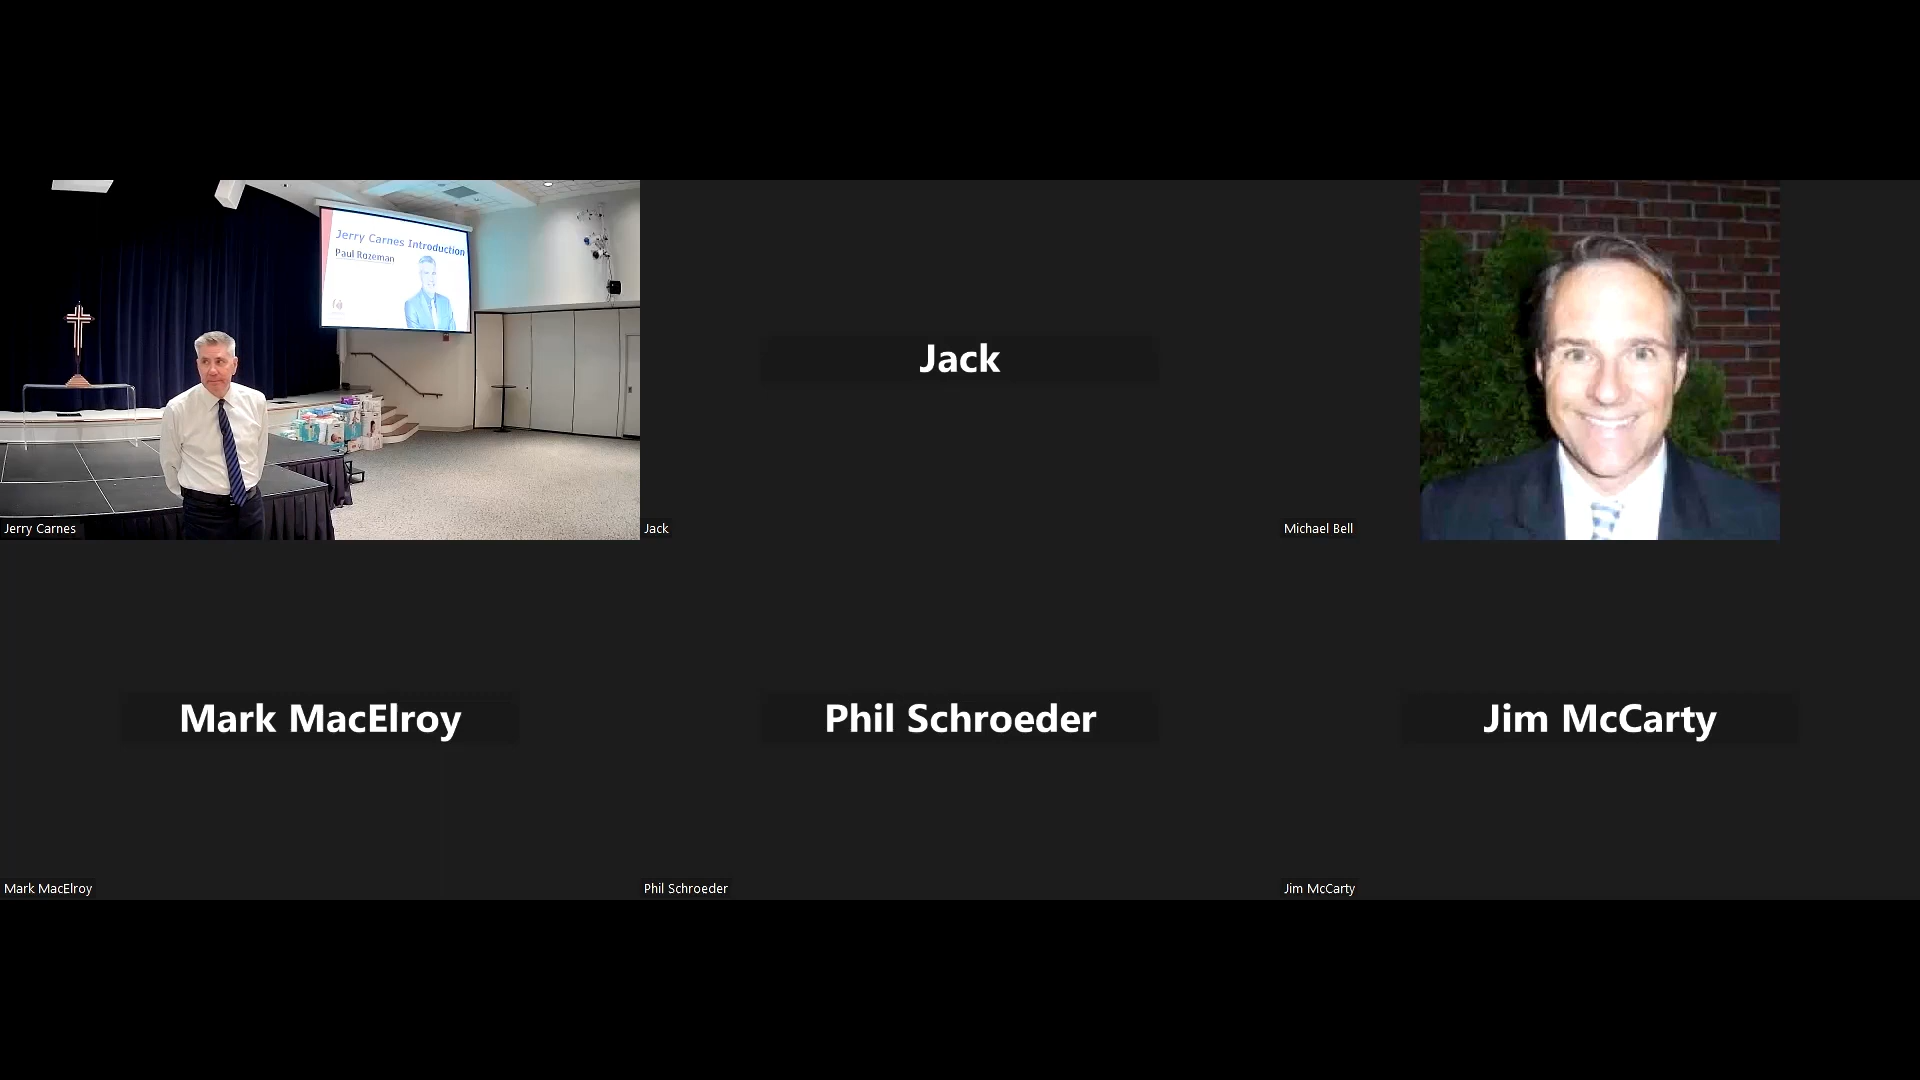 Jerry Carnes Introduction
Paul Rozeman
Jerry Carnes
Jack
Jack
Michael Bell
Mark MacElroy
Phil Schroeder
Jim McCarty
Mark MacElroy
Phil Schroeder
Jim McCarty